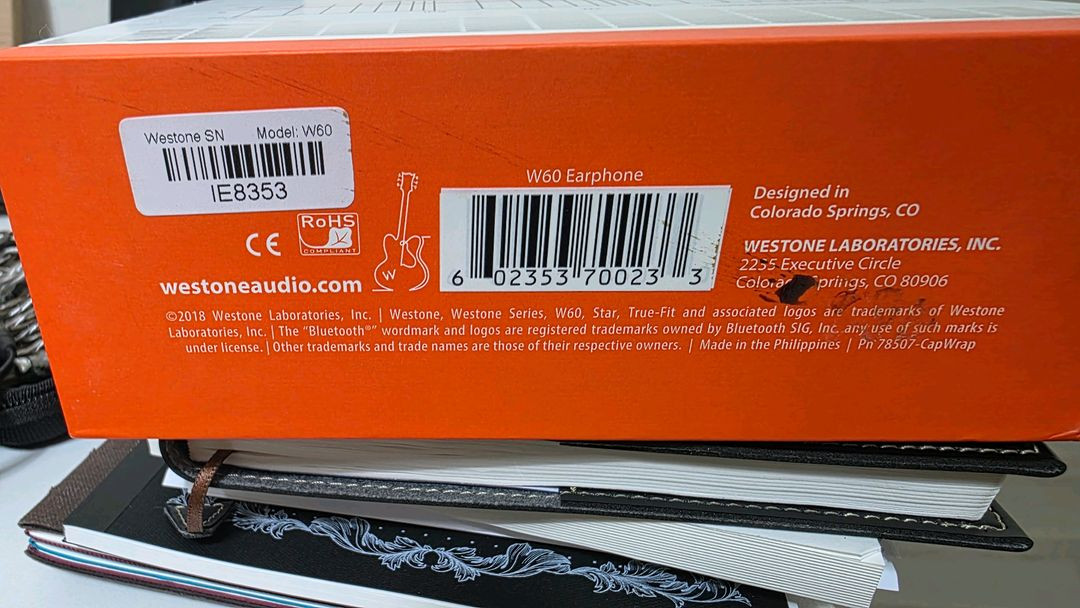 Westone SN Model: W60
IE8353
CE
RoHS
COMPLIANT
W
westoneaudio.com
W60 Earphone
6 02353 70023 3
Designed in
Colorado Springs, CO
WESTONE LABORATORIES, INC.
2255 Executive Circle
Colorado Springs, CO 80906
©2018 Westone Laboratories, Inc. | Westone, Westone Series, W60, Star, True-Fit and associated logos are trademarks of Westone
Laboratories, Inc. | The "Bluetooth®" wordmark and logos are registered trademarks owned by Bluetooth SIG, Inc. any use of such marks is
under license. | Other trademarks and trade names are those of their respective owners. | Made in the Philippines | Pn 78507-CapWrap